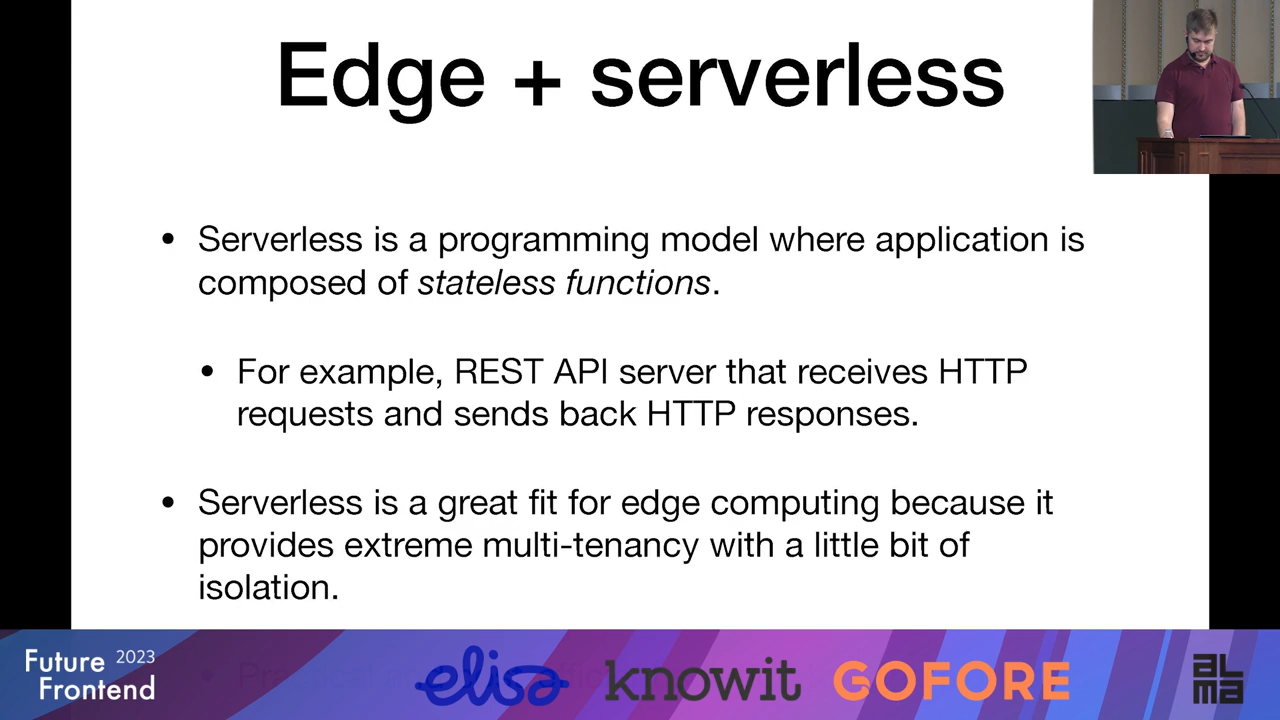 Edge + serverless
• Serverless is a programming model where application is
composed of stateless functions.
• For example, REST API server that receives HTTP
requests and sends back HTTP responses.
• Serverless is a great fit for edge computing because it
provides extreme multi-tenancy with a little bit of
isolation.
Future 2023
Frontend
elisa
knowit
GOFORE
alma